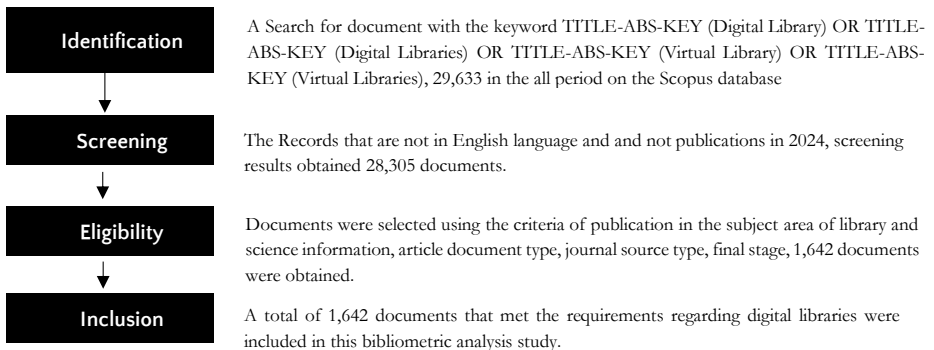 Identification
A Search for document with the keyword TITLE-ABS-KEY (Digital Library) OR TITLE-
ABS-KEY (Digital Libraries) OR TITLE-ABS-KEY (Virtual Library) OR TITLE-ABS-
KEY (Virtual Libraries), 29,633 in the all period on the Scopus database
Screening
The Records that are not in English language and and not publications in 2024, screening
results obtained 28,305 documents.
Eligibility
Documents were selected using the criteria of publication in the subject area of library and
science information, article document type, journal source type, final stage, 1,642 documents
were obtained.
Inclusion
A total of 1,642 documents that met the requirements regarding digital libraries were
included in this bibliometric analysis study.